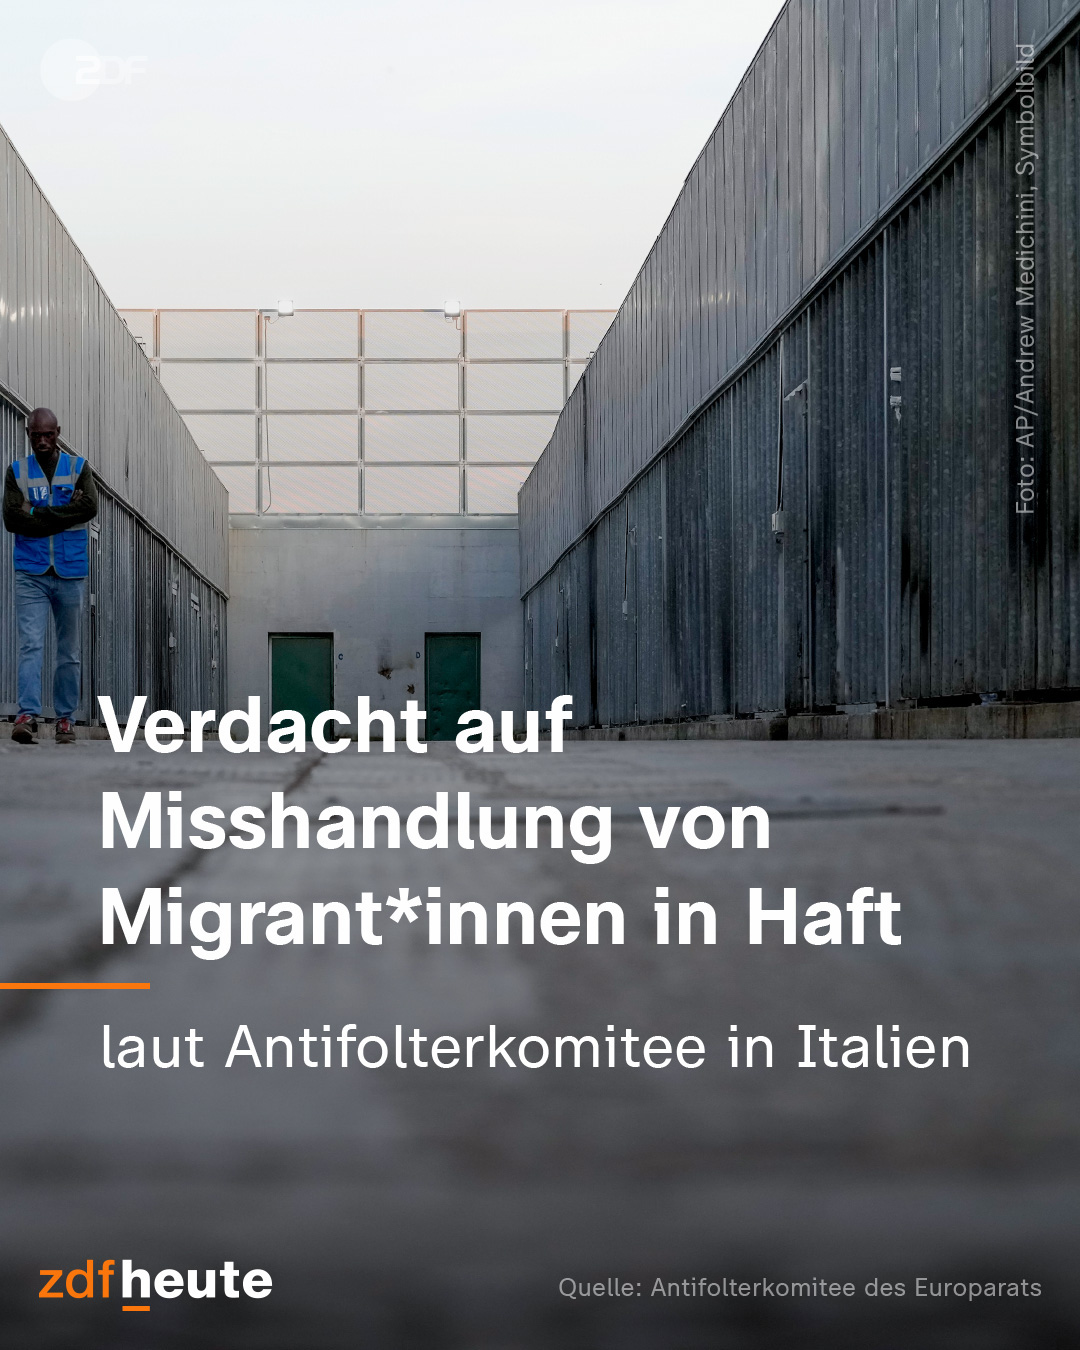 ZDF
Foto: AP/Andrew Medichini, Symbolbild
Verdacht auf
Misshandlung von
Migrant*innen in Haft
laut Antifolterkomitee in Italien
zdfheute
Quelle: Antifolterkomitee des Europarats